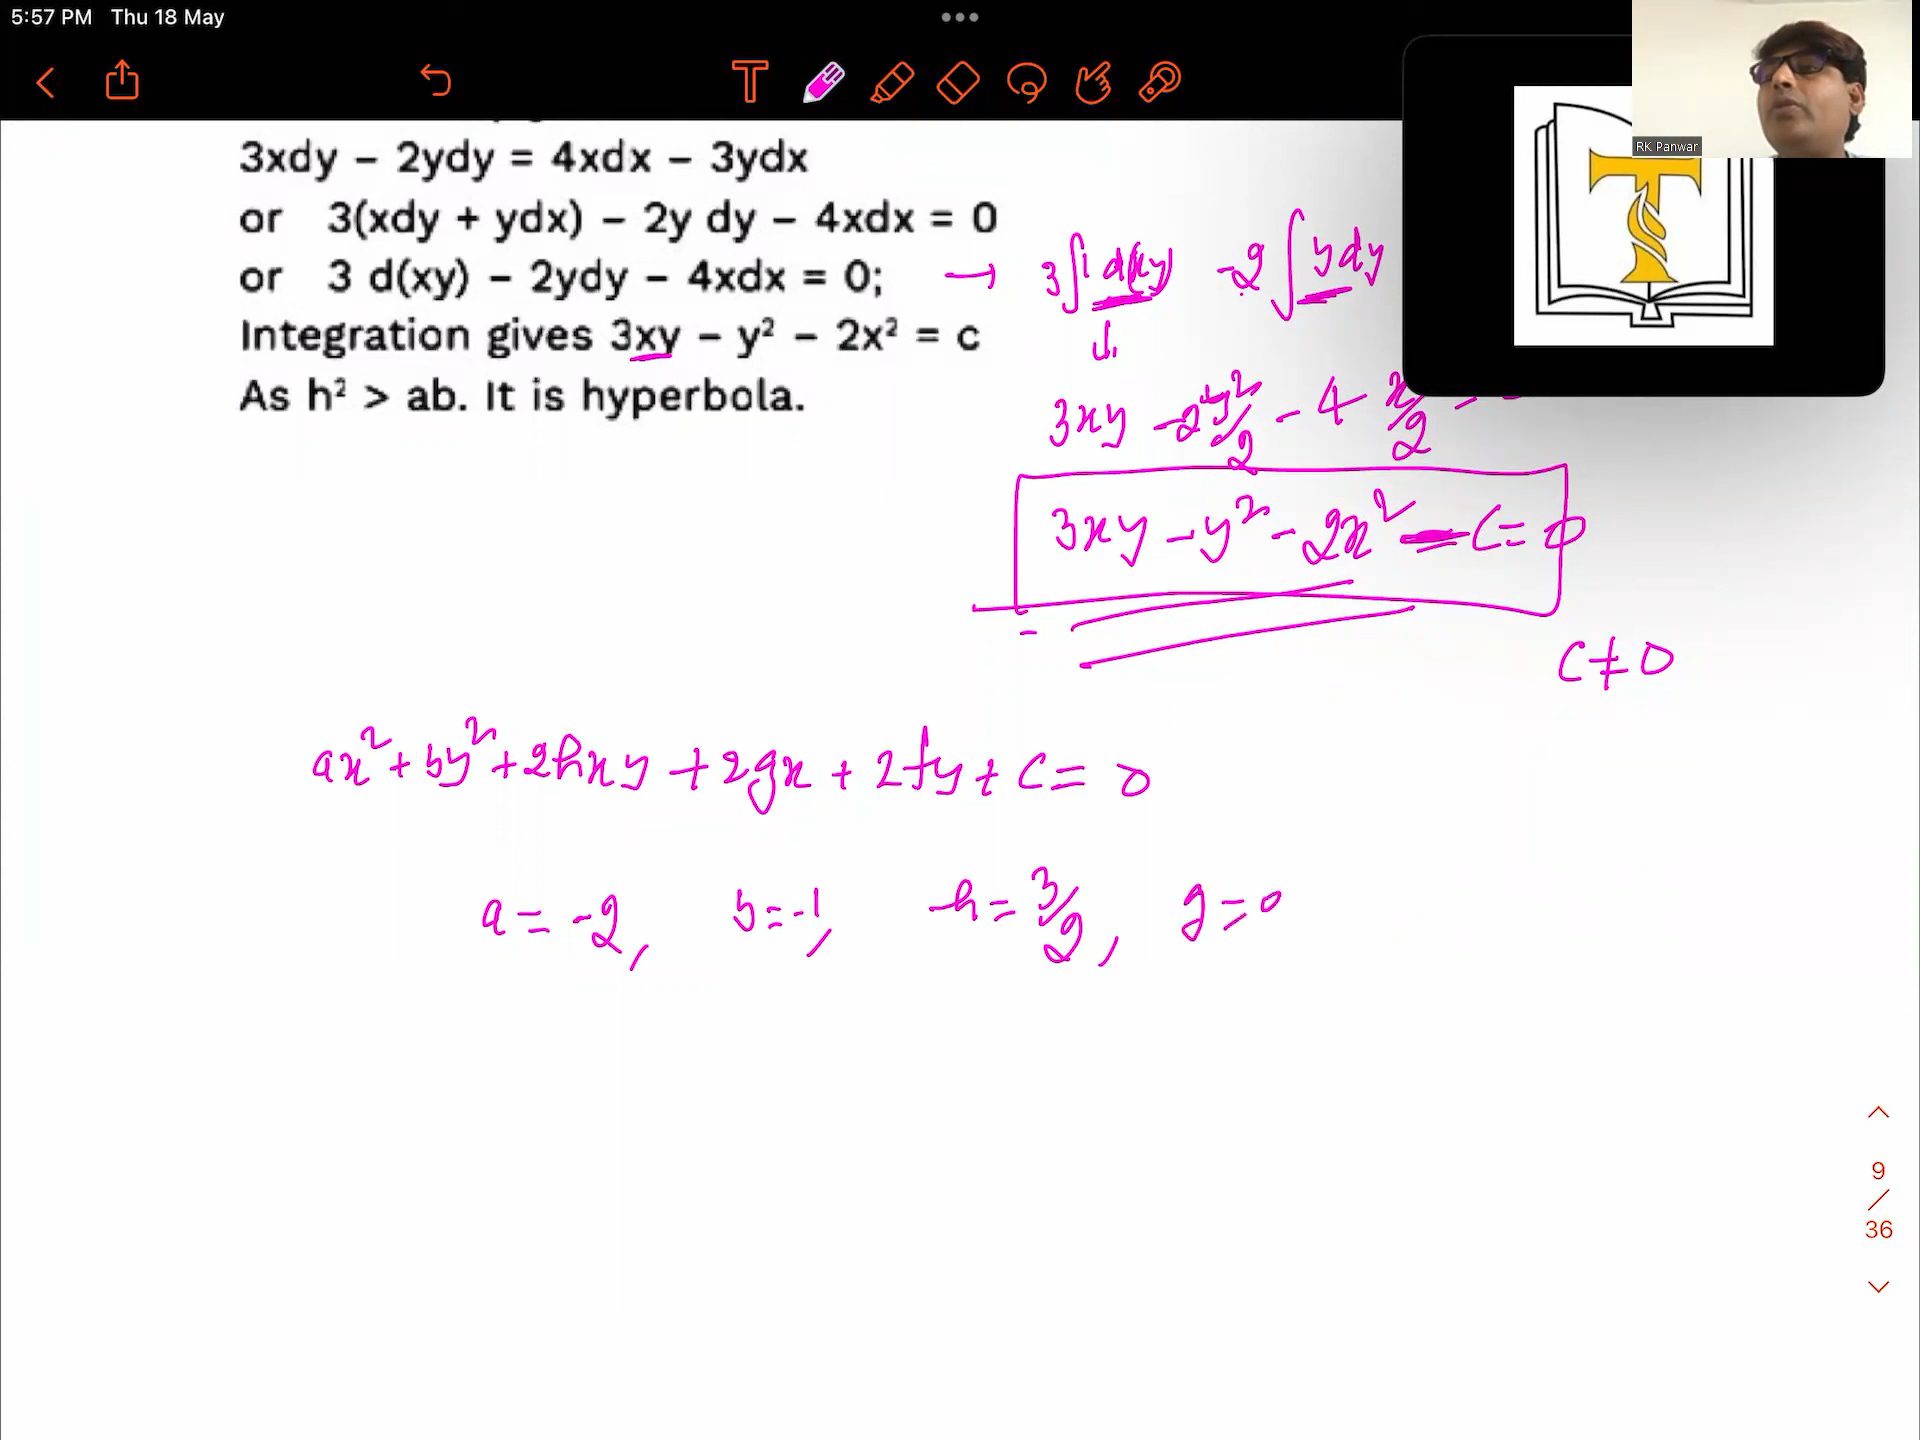 5:57 PM Thu 18 May
RK Panwar
3xdy – 2ydy = 4xdx – 3ydx
or 3(xdy + ydx) – 2y dy – 4xdx = 0
or 3 d(xy) – 2ydy – 4xdx = 0;
Integration gives 3xy – y² – 2x² = c
As h² > ab. It is hyperbola.
→ 3∫1 d(xy) -2∫ydy
3xy -2 y²/2 - 4 x²/2 -
3xy - y² - 2x² - C = 0
C ≠ 0
ax² + by² + 2hxy + 2gx + 2fy + c = 0
a = -2, b = -1, h = 3/2, g = 0
9
/
36